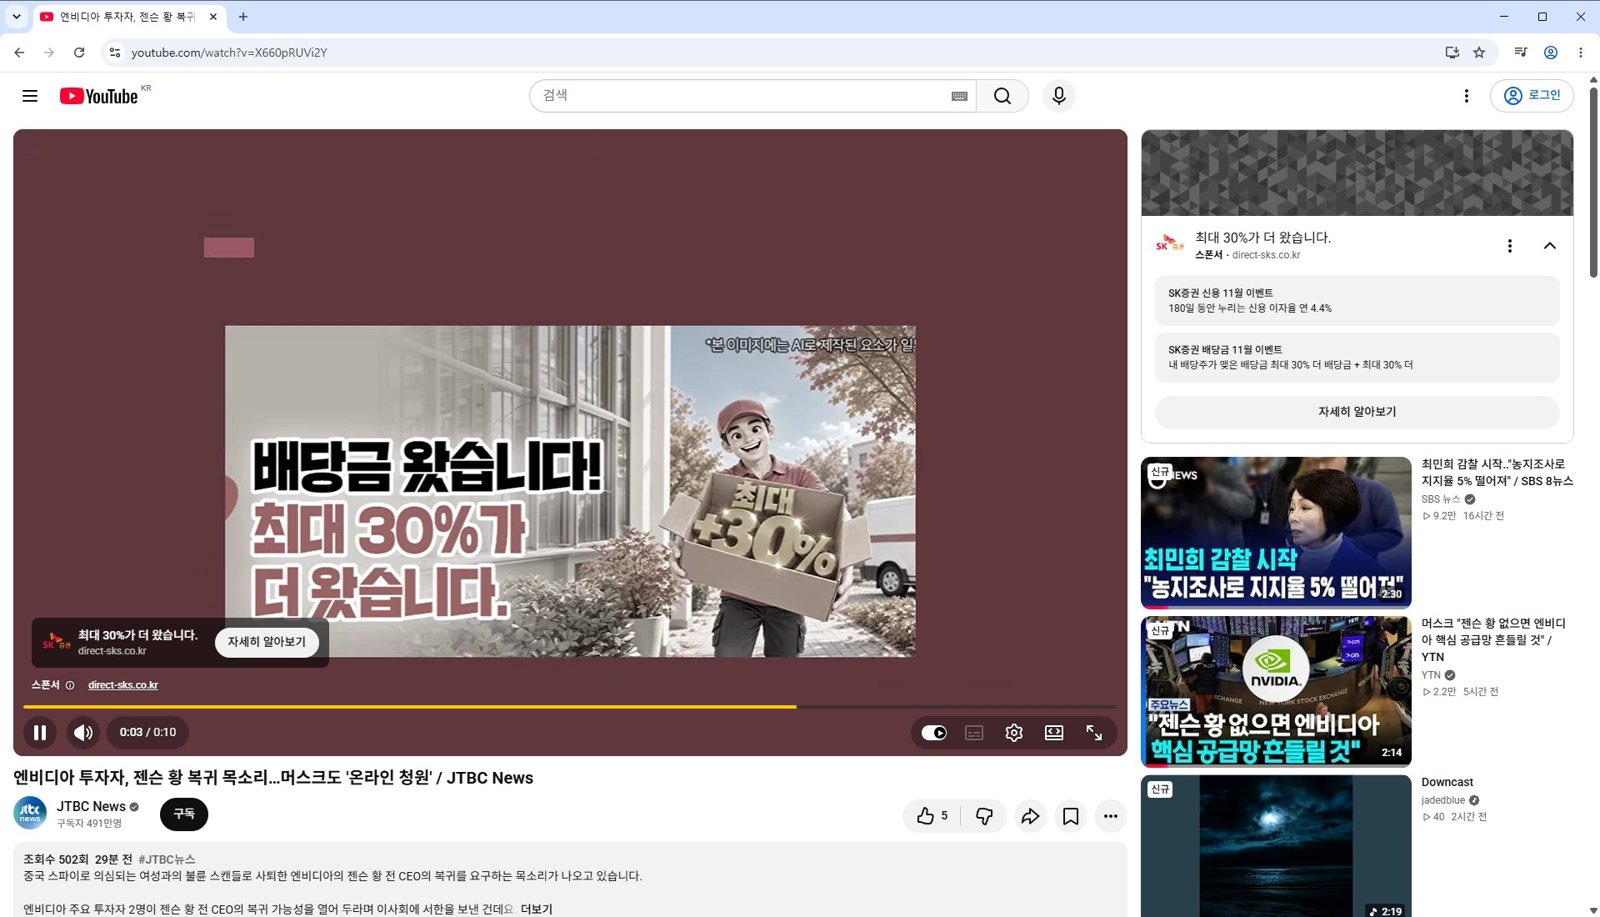 엔비디아 투자자, 젠슨 황 복귀
youtube.com/watch?v=X660pRUVi2Y
YouTube KR
검색
로그인
*본 이미지에는 AI로 제작된 요소가 일
배당금 왔습니다!
최대 30%가
더 왔습니다.
최대
+30%
SK증권
최대 30%가 더 왔습니다.
direct-sks.co.kr
자세히 알아보기
스폰서
direct-sks.co.kr
0:03 / 0:10
엔비디아 투자자, 젠슨 황 복귀 목소리…머스크도 '온라인 청원' / JTBC News
jtbc news
JTBC News
구독자 491만명
구독
5
조회수 502회 29분 전 #JTBC뉴스
중국 스파이로 의심되는 여성과의 불륜 스캔들로 사퇴한 엔비디아의 젠슨 황 전 CEO의 복귀를 요구하는 목소리가 나오고 있습니다.
엔비디아 주요 투자자 2명이 젠슨 황 전 CEO의 복귀 가능성을 열어 두라며 이사회에 서한을 보낸 건데요. 더보기
SK증권
최대 30%가 더 왔습니다.
스폰서 · direct-sks.co.kr
SK증권 신용 11월 이벤트
180일 동안 누리는 신용 이자율 연 4.4%
SK증권 배당금 11월 이벤트
내 배당주가 맺은 배당금 최대 30% 더 배당금 + 최대 30% 더
자세히 알아보기
신규
NEWS
최민희 감찰 시작
"농지조사로 지지율 5% 떨어져"
2:30
최민희 감찰 시작.."농지조사로
지지율 5% 떨어져" / SBS 8뉴스
SBS 뉴스
9.2만 16시간 전
신규
YTN
NVIDIA
NEW YORK STOCK EXCHANGE
EXCHANGE
주요뉴스
"젠슨 황 없으면 엔비디아
핵심 공급망 흔들릴 것"
2:14
머스크 "젠슨 황 없으면 엔비디
아 핵심 공급망 흔들릴 것" /
YTN
YTN
2.2만 5시간 전
신규
2:19
Downcast
jadedblue
40 2시간 전